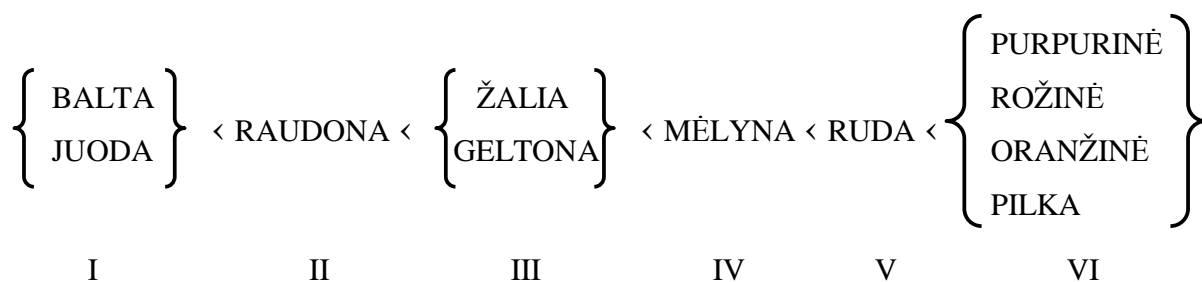 PURPURINĖ
BALTA ŽALIA ROŽINĖ
‹ RAUDONA ‹ ‹ MĖLYNA ‹ RUDA ‹
JUODA GELTONA ORANŽINĖ
PILKA
I II III IV V VI